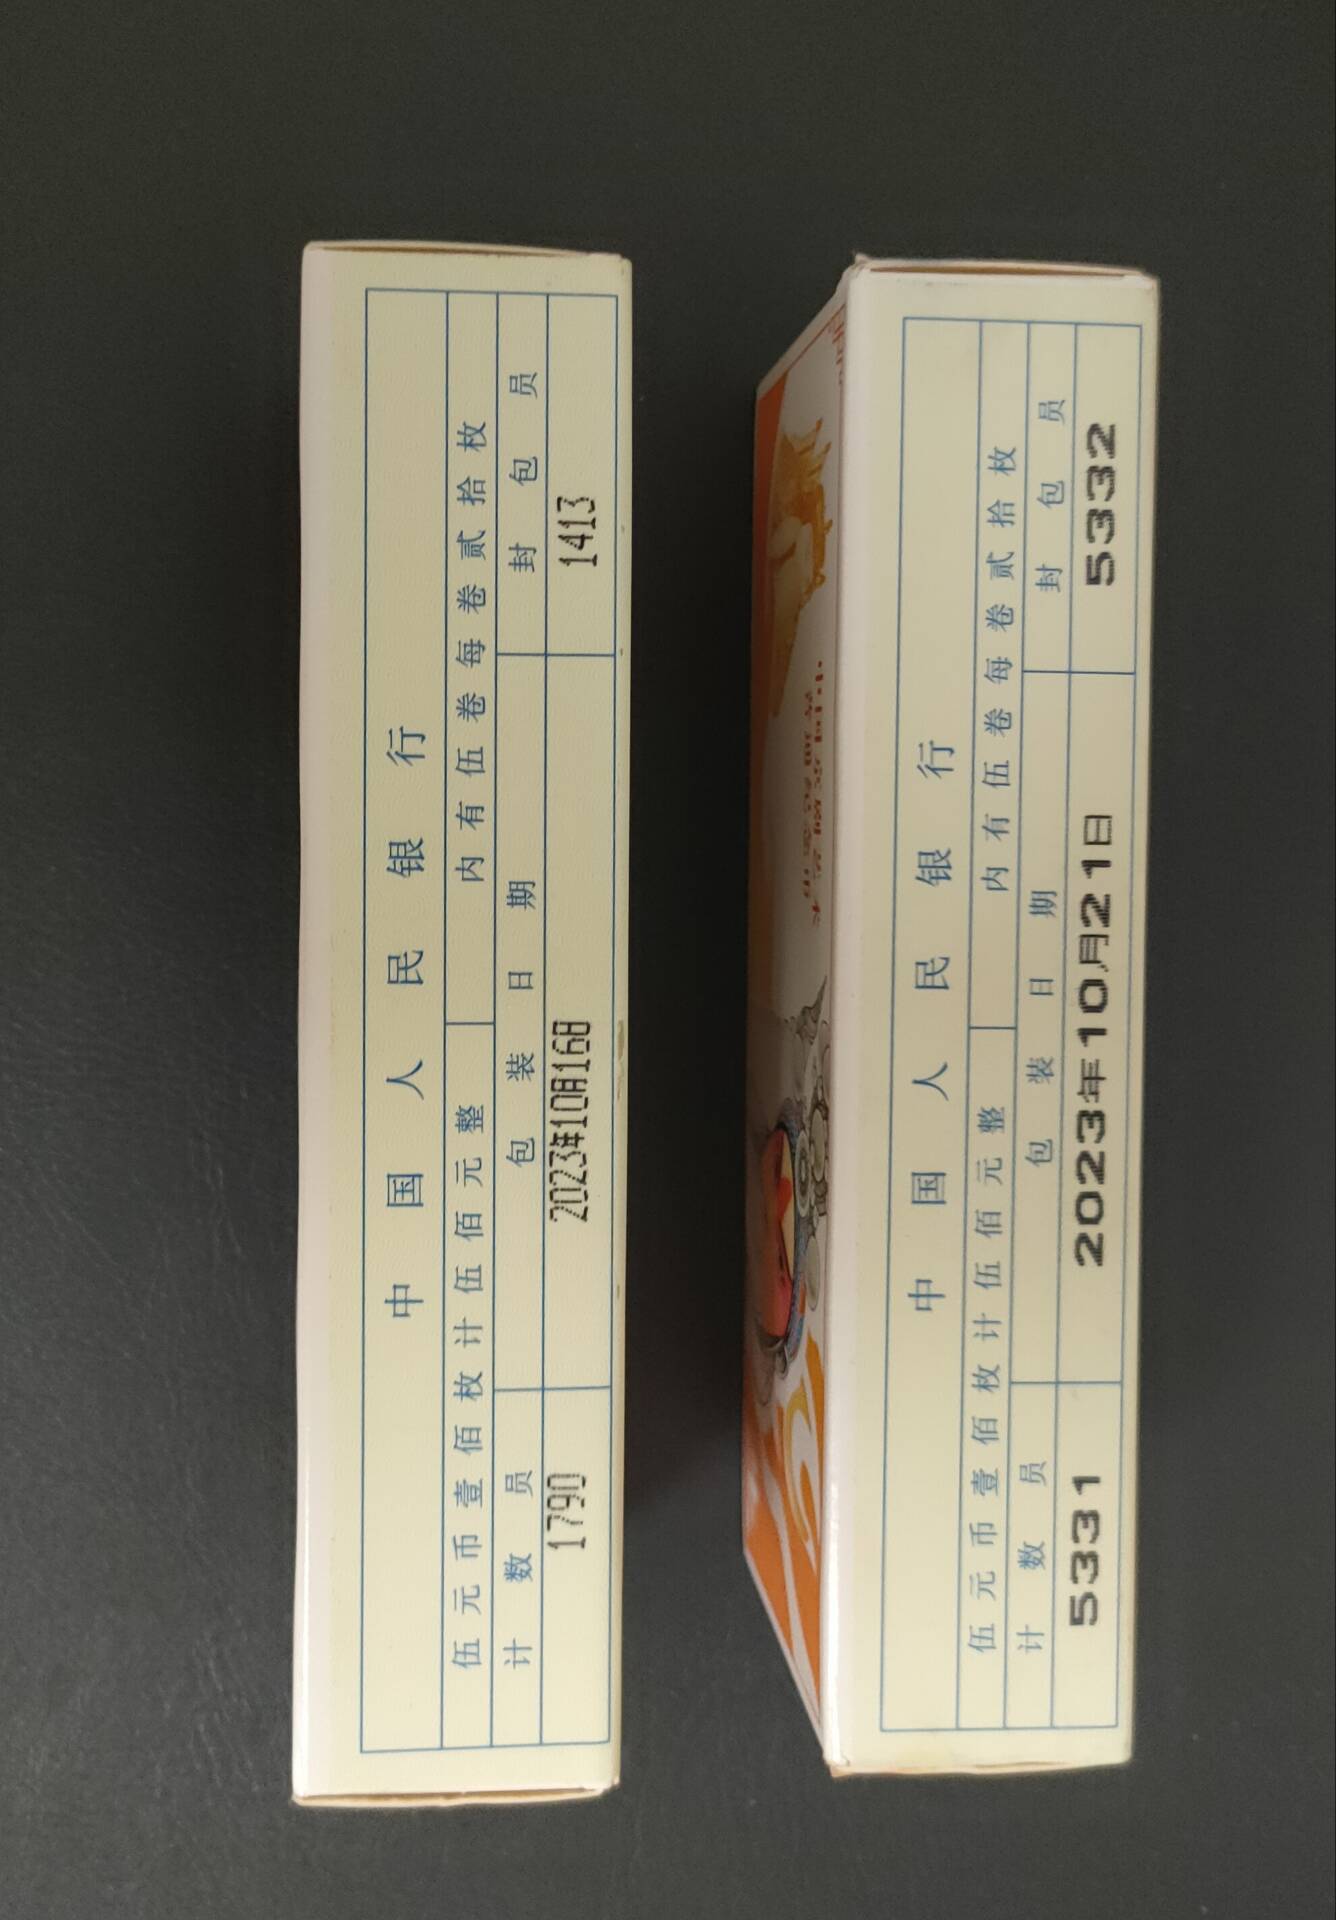 中国人民银行
伍元币壹佰枚计伍佰元整 内有伍卷每卷贰拾枚
计数员 包装日期 封包员
1790 2023年10月16日 1413
中国人民银行
伍元币壹佰枚计伍佰元整 内有伍卷每卷贰拾枚
计数员 包装日期 封包员
5331 2023年10月21日 5332